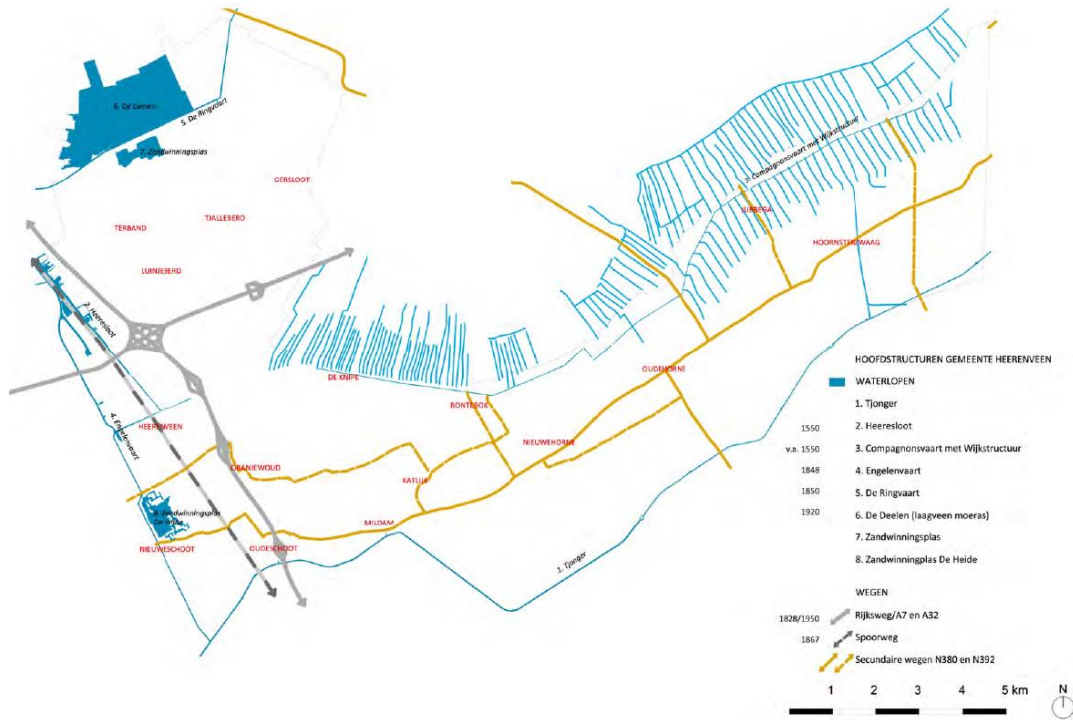 6. De Deelen
5. De Ringvaart
7. Zandwinningsplas
GERSLOOT
TJALLEBERD
TERBAND
LUINJEBERD
2. Heeresloot
3. Compagnonsvaart met Wijkstructuur
JUBBEGA
HOORNSTERZWAAG
DE KNIPE
OUDEHORNE
BONTEBOK
4. Engelenvaart
HEERENVEEN
NIEUWEHORNE
ORANJEWOUD
KATLIJK
8. Zandwinningsplas
De Heide
MILDAM
NIEUWESCHOOT
OUDESCHOOT
1. Tjonger
HOOFDSTRUCTUREN GEMEENTE HEERENVEEN
WATERLOPEN
1. Tjonger
1550 2. Heeresloot
v.a. 1550 3. Compagnonsvaart met Wijkstructuur
1848 4. Engelenvaart
1850 5. De Ringvaart
1920 6. De Deelen (laagveen moeras)
7. Zandwinningsplas
8. Zandwinningplas De Heide
WEGEN
1828/1950 Rijksweg/A7 en A32
1867 Spoorweg
Secundaire wegen N380 en N392
1 2 3 4 5 km
N